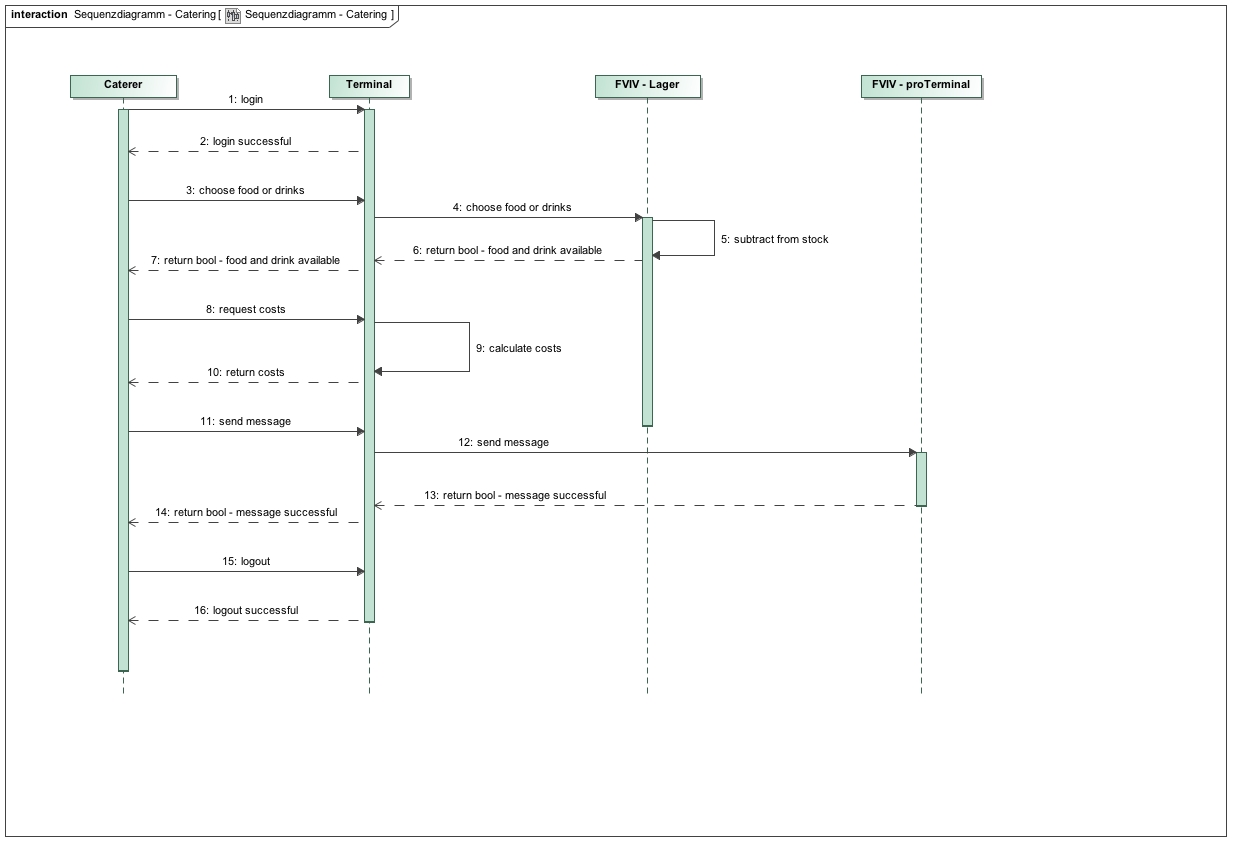 interaction Sequenzdiagramm - Catering [ Sequenzdiagramm - Catering ]
Caterer
Terminal
FVIV - Lager
FVIV - proTerminal
1: login
2: login successful
3: choose food or drinks
4: choose food or drinks
5: subtract from stock
6: return bool - food and drink available
7: return bool - food and drink available
8: request costs
9: calculate costs
10: return costs
11: send message
12: send message
13: return bool - message successful
14: return bool - message successful
15: logout
16: logout successful